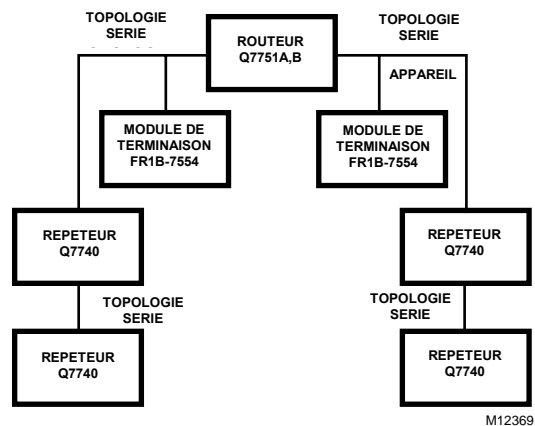 TOPOLOGIE
SERIE
ROUTEUR
Q7751A,B
TOPOLOGIE
SERIE
APPAREIL
MODULE DE
TERMINAISON
FR1B-7554
MODULE DE
TERMINAISON
FR1B-7554
REPETEUR
Q7740
REPETEUR
Q7740
TOPOLOGIE
SERIE
TOPOLOGIE
SERIE
REPETEUR
Q7740
REPETEUR
Q7740
M12369